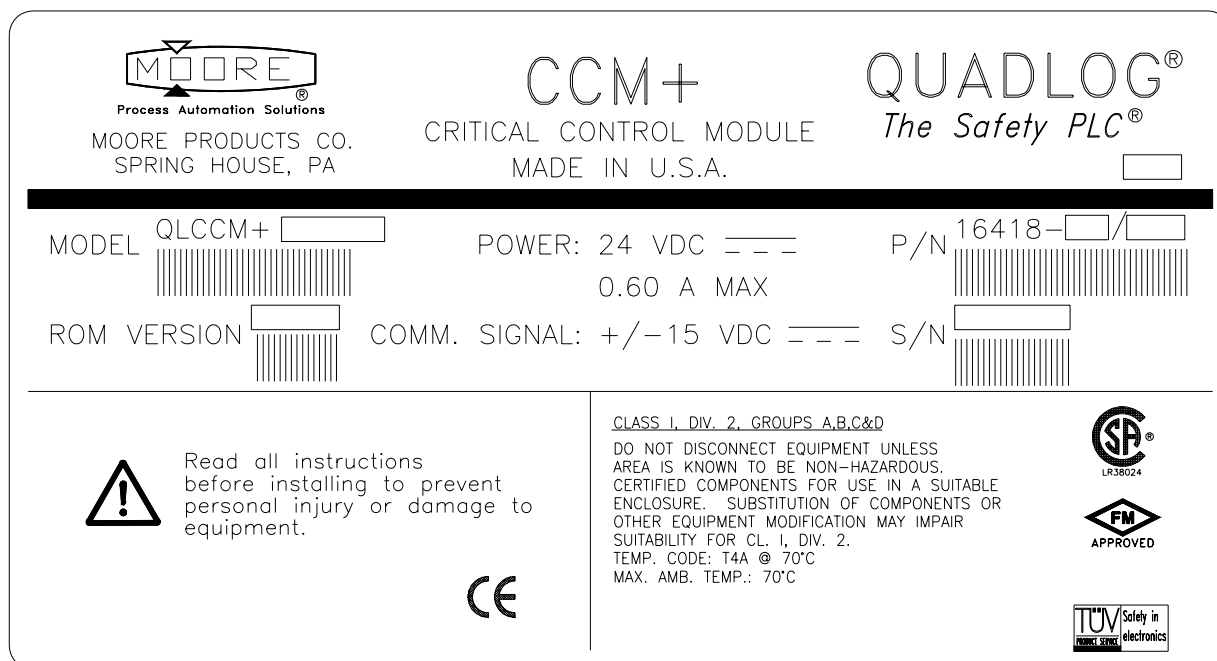 MOORE®
Process Automation Solutions
MOORE PRODUCTS CO.
SPRING HOUSE, PA
CCM+
CRITICAL CONTROL MODULE
MADE IN U.S.A.
QUADLOG®
The Safety PLC®
MODEL QLCCM+
POWER: 24 VDC
0.60 A MAX
P/N 16418- /
ROM VERSION
COMM. SIGNAL: +/-15 VDC
S/N
Read all instructions
before installing to prevent
personal injury or damage to
equipment.
CE
CLASS I, DIV. 2, GROUPS A,B,C&D
DO NOT DISCONNECT EQUIPMENT UNLESS
AREA IS KNOWN TO BE NON-HAZARDOUS.
CERTIFIED COMPONENTS FOR USE IN A SUITABLE
ENCLOSURE. SUBSTITUTION OF COMPONENTS OR
OTHER EQUIPMENT MODIFICATION MAY IMPAIR
SUITABILITY FOR CL. I, DIV. 2.
TEMP. CODE: T4A @ 70°C
MAX. AMB. TEMP.: 70°C
SA®
LR38024
FM
APPROVED
TÜV
PRODUCT SERVICE
Safety in
electronics